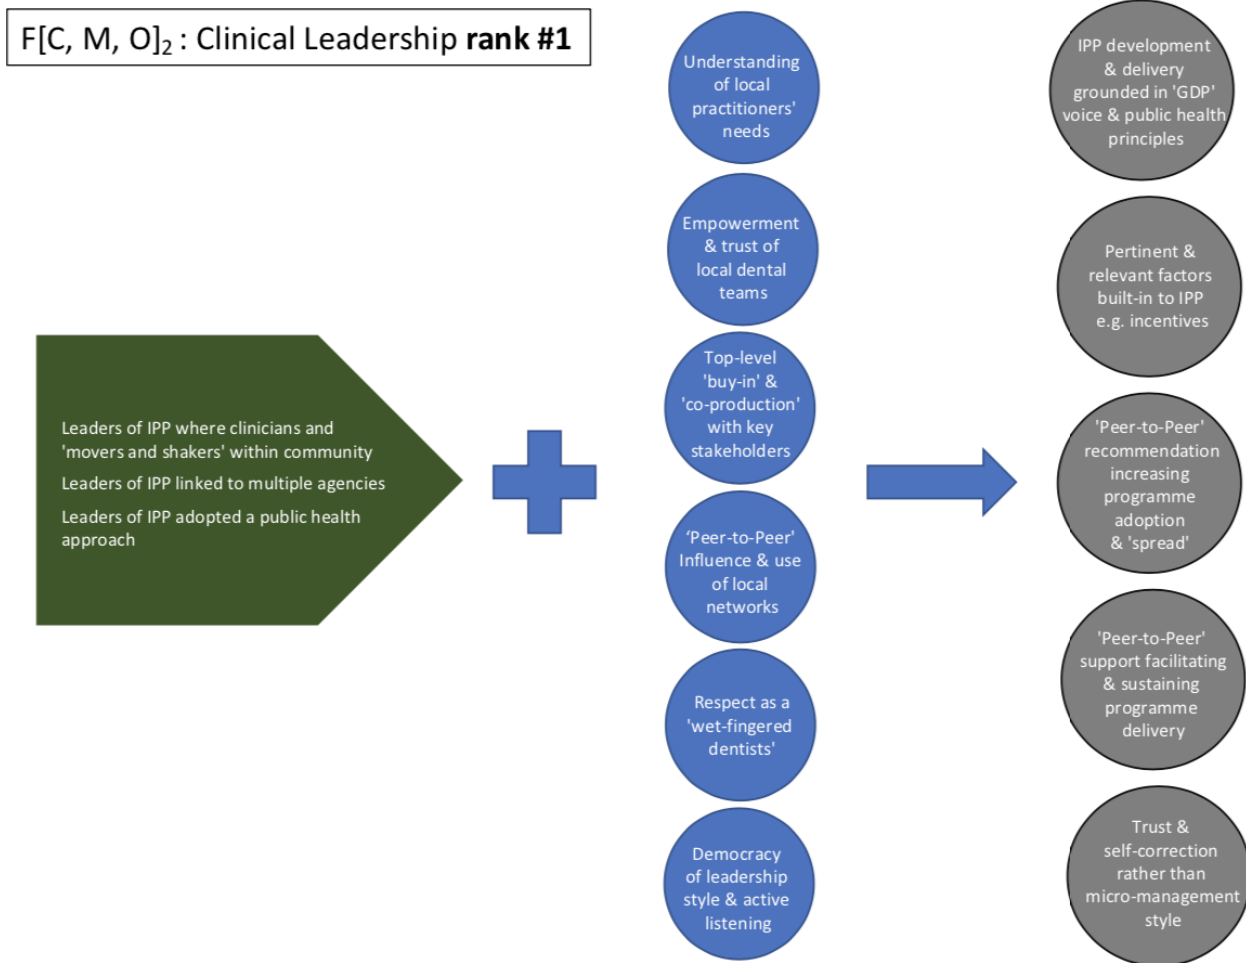 F[C, M, O]₂ : Clinical Leadership rank #1
Leaders of IPP where clinicians and
'movers and shakers' within community
Leaders of IPP linked to multiple agencies
Leaders of IPP adopted a public health
approach
Understanding
of local
practitioners'
needs
Empowerment
& trust of
local dental
teams
Top-level
'buy-in' &
'co-production'
with key
stakeholders
‘Peer-to-Peer'
Influence & use
of local
networks
Respect as a
'wet-fingered
dentists'
Democracy
of leadership
style & active
listening
IPP development
& delivery
grounded in 'GDP'
voice & public health
principles
Pertinent &
relevant factors
built-in to IPP
e.g. incentives
'Peer-to-Peer'
recommendation
increasing
programme
adoption
& 'spread'
'Peer-to-Peer'
support facilitating
& sustaining
programme
delivery
Trust &
self-correction
rather than
micro-management
style